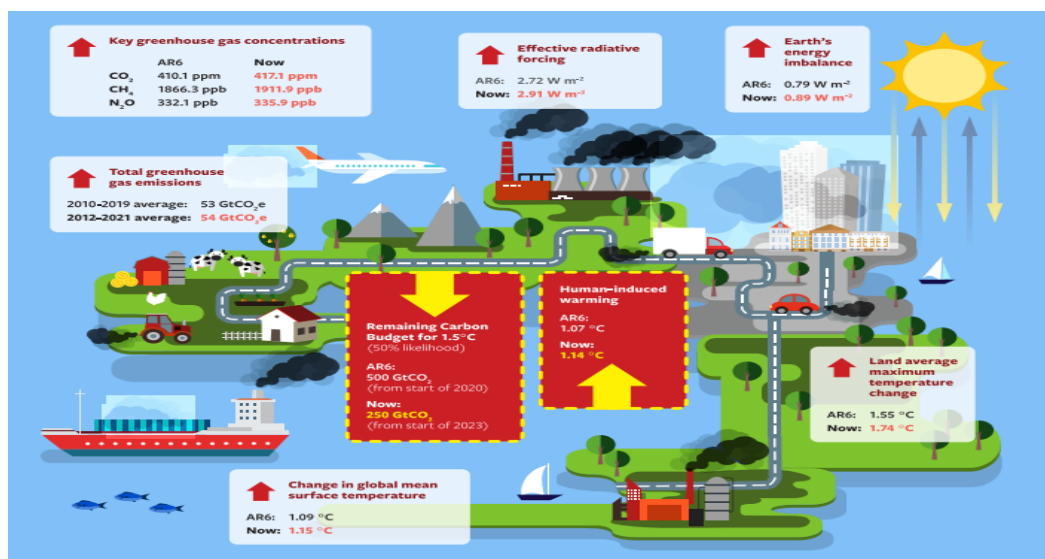 Key greenhouse gas concentrations
AR6 Now
CO₂ 410.1 ppm 417.1 ppm
CH₄ 1866.3 ppb 1911.9 ppb
N₂O 332.1 ppb 335.9 ppb
Effective radiative
forcing
AR6: 2.72 W m⁻²
Now: 2.91 W m⁻²
Earth's
energy
imbalance
AR6: 0.79 W m⁻²
Now: 0.89 W m⁻²
Total greenhouse
gas emissions
2010–2019 average: 53 GtCO₂e
2012–2021 average: 54 GtCO₂e
Remaining Carbon
Budget for 1.5°C
(50% likelihood)
AR6:
500 GtCO₂
(from start of 2020)
Now:
250 GtCO₂
(from start of 2023)
Human-induced
warming
AR6:
1.07 °C
Now:
1.14 °C
Land average
maximum
temperature
change
AR6: 1.55 °C
Now: 1.74 °C
Change in global mean
surface temperature
AR6: 1.09 °C
Now: 1.15 °C